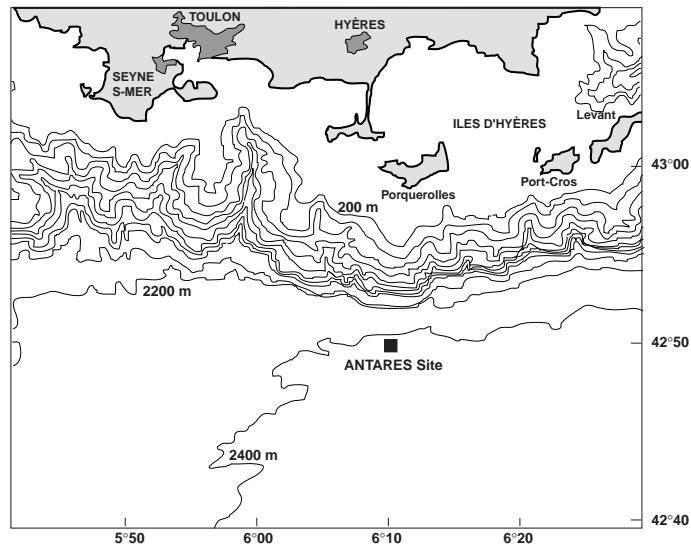 TOULON
HYÈRES
SEYNE
S-MER
Levant
ILES D'HYÈRES
43°00
Port-Cros
Porquerolles
200 m
2200 m
42°50
ANTARES Site
2400 m
42°40
5°50
6°00
6°10
6°20